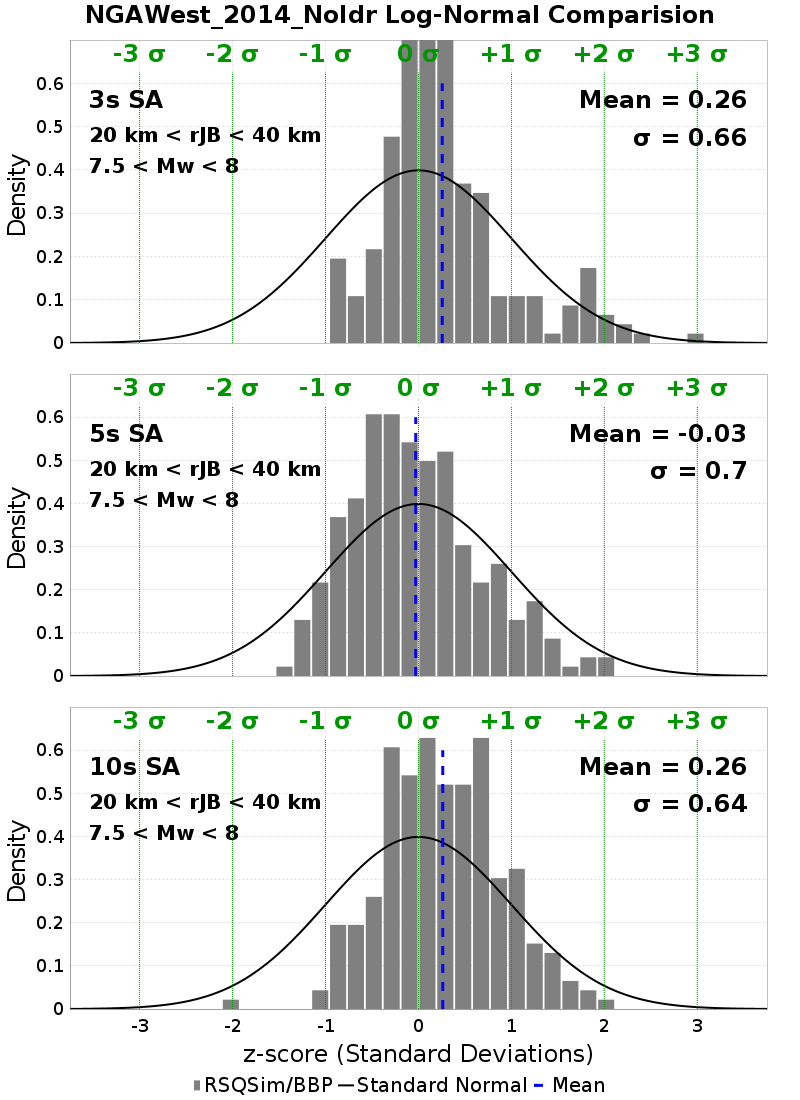 NGAWest_2014_NoIdr Log-Normal Comparision
-3 σ -2 σ -1 σ 0 σ +1 σ +2 σ +3 σ
3s SA
20 km < rJB < 40 km
7.5 < Mw < 8
Mean = 0.26
σ = 0.66
Density
0.6
0.5
0.4
0.3
0.2
0.1
0
-3 σ -2 σ -1 σ 0 σ +1 σ +2 σ +3 σ
5s SA
20 km < rJB < 40 km
7.5 < Mw < 8
Mean = -0.03
σ = 0.7
Density
0.6
0.5
0.4
0.3
0.2
0.1
0
-3 σ -2 σ -1 σ 0 σ +1 σ +2 σ +3 σ
10s SA
20 km < rJB < 40 km
7.5 < Mw < 8
Mean = 0.26
σ = 0.64
Density
0.6
0.5
0.4
0.3
0.2
0.1
0
-3 -2 -1 0 1 2 3
z-score (Standard Deviations)
RSQSim/BBP Standard Normal Mean